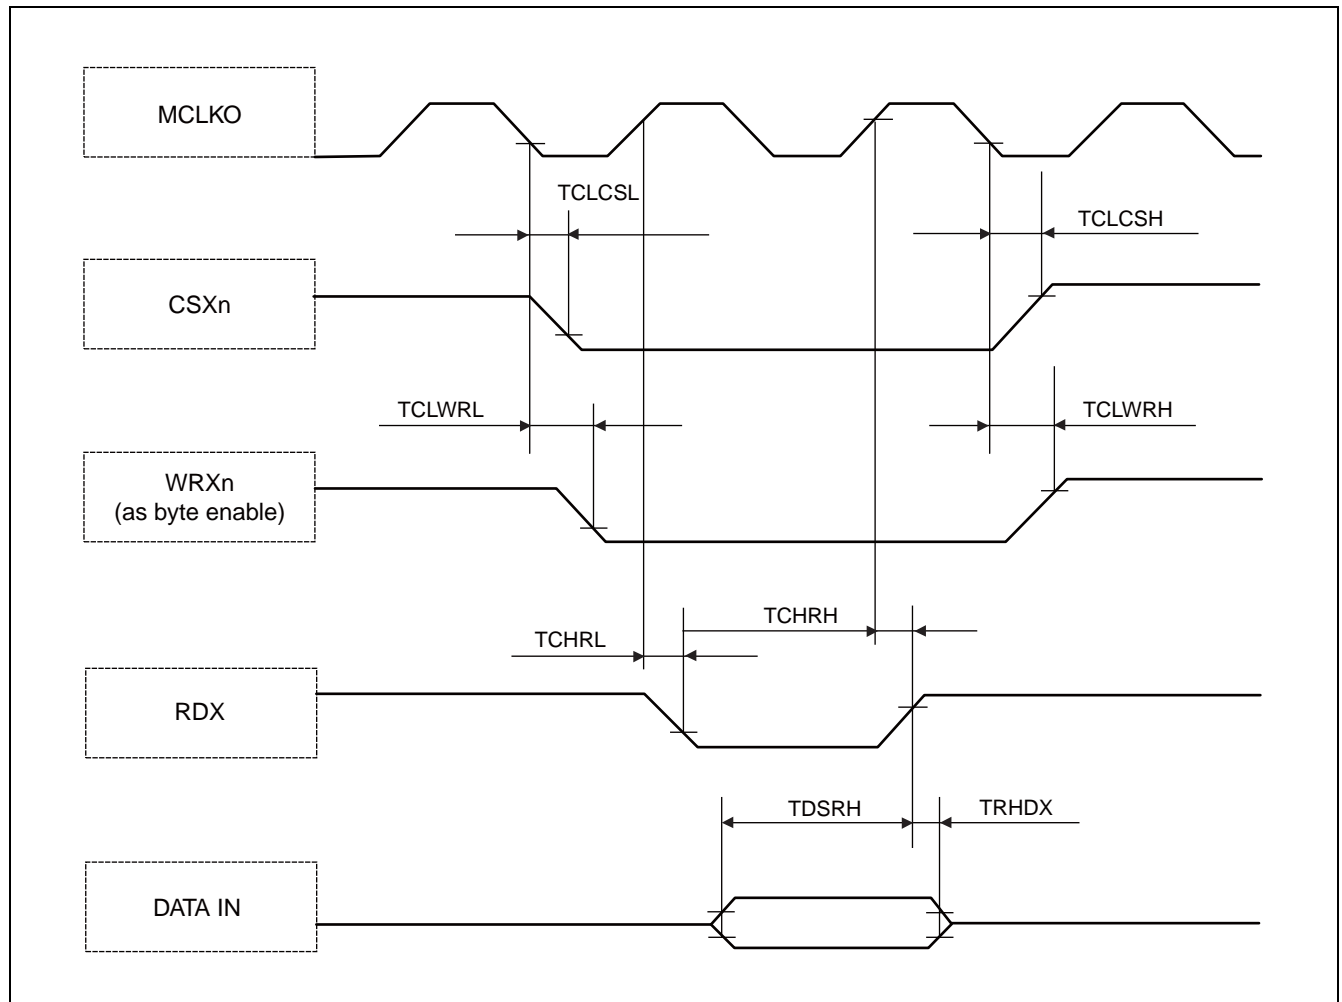 MCLKO
TCLCSL
TCLCSH
CSXn
TCLWRL
TCLWRH
WRXn
(as byte enable)
TCHRH
TCHRL
RDX
TDSRH
TRHDX
DATA IN